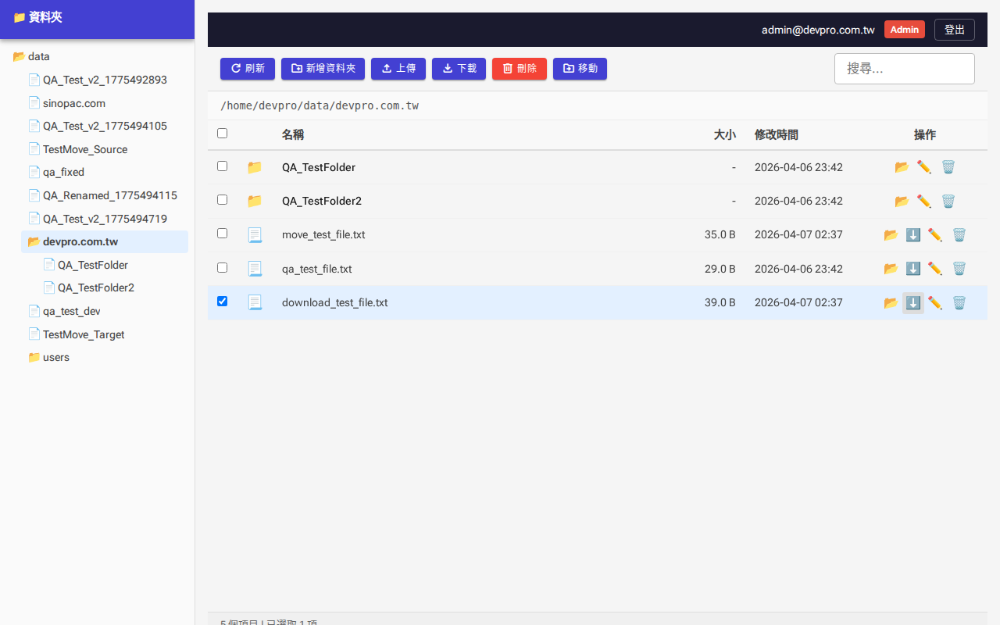 資料夾
data
QA_Test_v2_1775492893
sinopac.com
QA_Test_v2_1775494105
TestMove_Source
qa_fixed
QA_Renamed_1775494115
QA_Test_v2_1775494719
devpro.com.tw
QA_TestFolder
QA_TestFolder2
qa_test_dev
TestMove_Target
users
admin@devpro.com.tw Admin 登出
刷新 新增資料夾 上傳 下載 刪除 移動 搜尋...
/home/devpro/data/devpro.com.tw
名稱 大小 修改時間 操作
QA_TestFolder - 2026-04-06 23:42
QA_TestFolder2 - 2026-04-06 23:42
move_test_file.txt 35.0 B 2026-04-07 02:37
qa_test_file.txt 29.0 B 2026-04-06 23:42
download_test_file.txt 39.0 B 2026-04-07 02:37
5 個項目 | 已選取 1 項